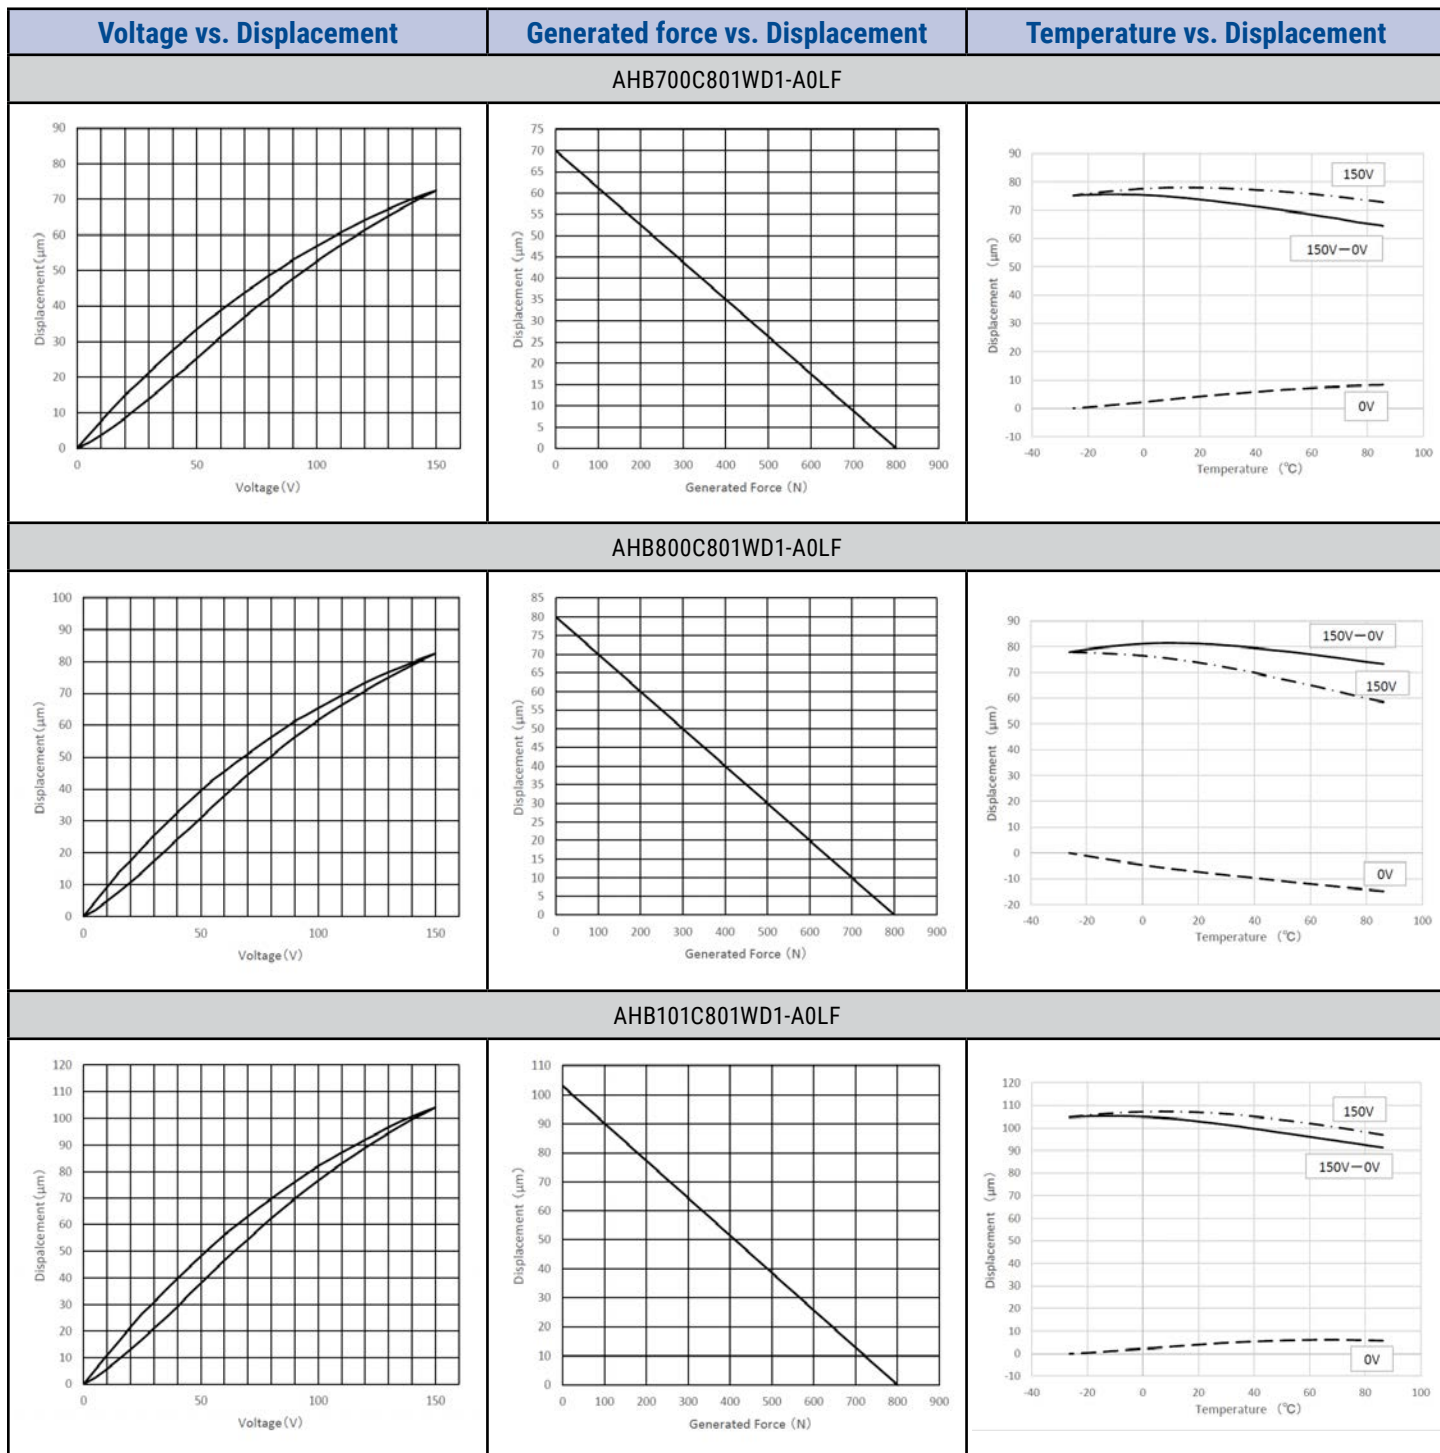 Voltage vs. Displacement
Generated force vs. Displacement
Temperature vs. Displacement
AHB700C801WD1-A0LF
90
80
70
60
50
40
30
20
10
0
Displacement(μm)
0 50 100 150
Voltage(V)
75
70
65
60
55
50
45
40
35
30
25
20
15
10
5
0
Displacement (μm)
0 100 200 300 400 500 600 700 800 900
Generated Force (N)
90
80
70
60
50
40
30
20
10
0
-10
Displacement (μm)
150V
150V－0V
0V
-40 -20 0 20 40 60 80 100
Temperature (℃)
AHB800C801WD1-A0LF
100
90
80
70
60
50
40
30
20
10
0
Displacement(μm)
0 50 100 150
Voltage(V)
85
80
75
70
65
60
55
50
45
40
35
30
25
20
15
10
5
0
Displacement (μm)
0 100 200 300 400 500 600 700 800 900
Generated Force (N)
90
80
70
60
50
40
30
20
10
0
-10
-20
Displacement (μm)
150V－0V
150V
0V
-40 -20 0 20 40 60 80 100
Temperature (℃)
AHB101C801WD1-A0LF
120
110
100
90
80
70
60
50
40
30
20
10
0
Dispalcement(μm)
0 50 100 150
Voltage(V)
110
100
90
80
70
60
50
40
30
20
10
0
Displacement (μm)
0 100 200 300 400 500 600 700 800 900
Generated Force (N)
120
110
100
90
80
70
60
50
40
30
20
10
0
-10
Displacement (μm)
150V
150V－0V
0V
-40 -20 0 20 40 60 80 100
Temperature (℃)